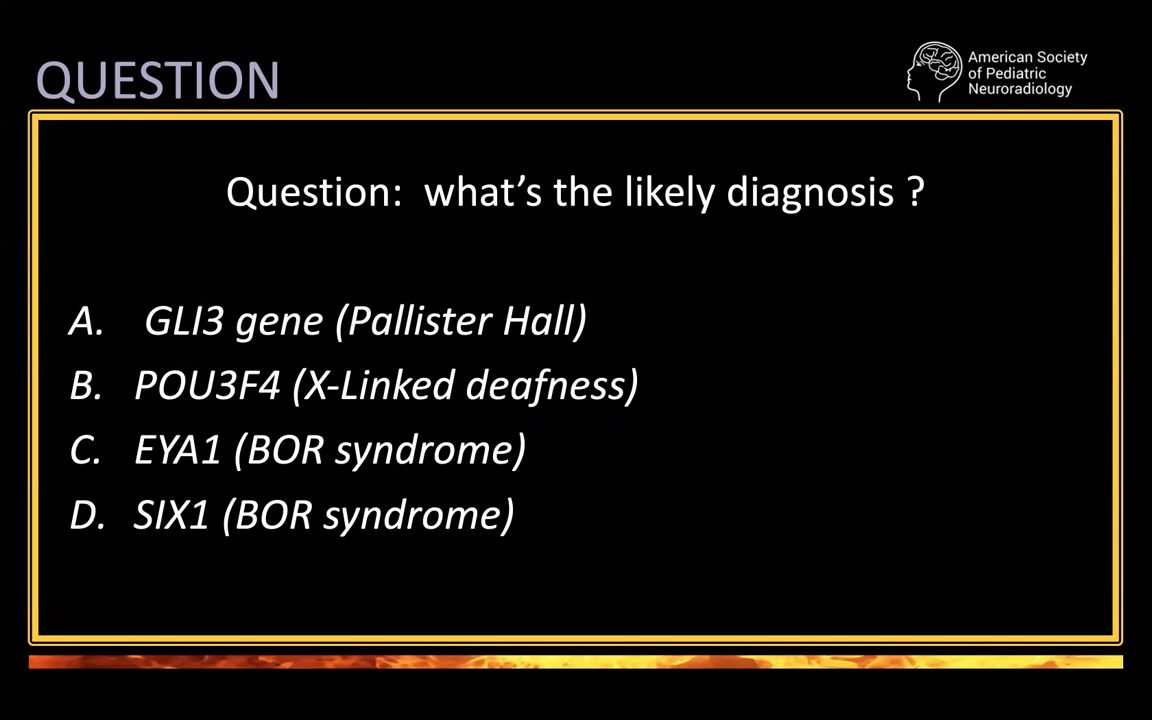 QUESTION
American Society
of Pediatric
Neuroradiology
Question: what's the likely diagnosis ?
A. GLI3 gene (Pallister Hall)
B. POU3F4 (X-Linked deafness)
C. EYA1 (BOR syndrome)
D. SIX1 (BOR syndrome)